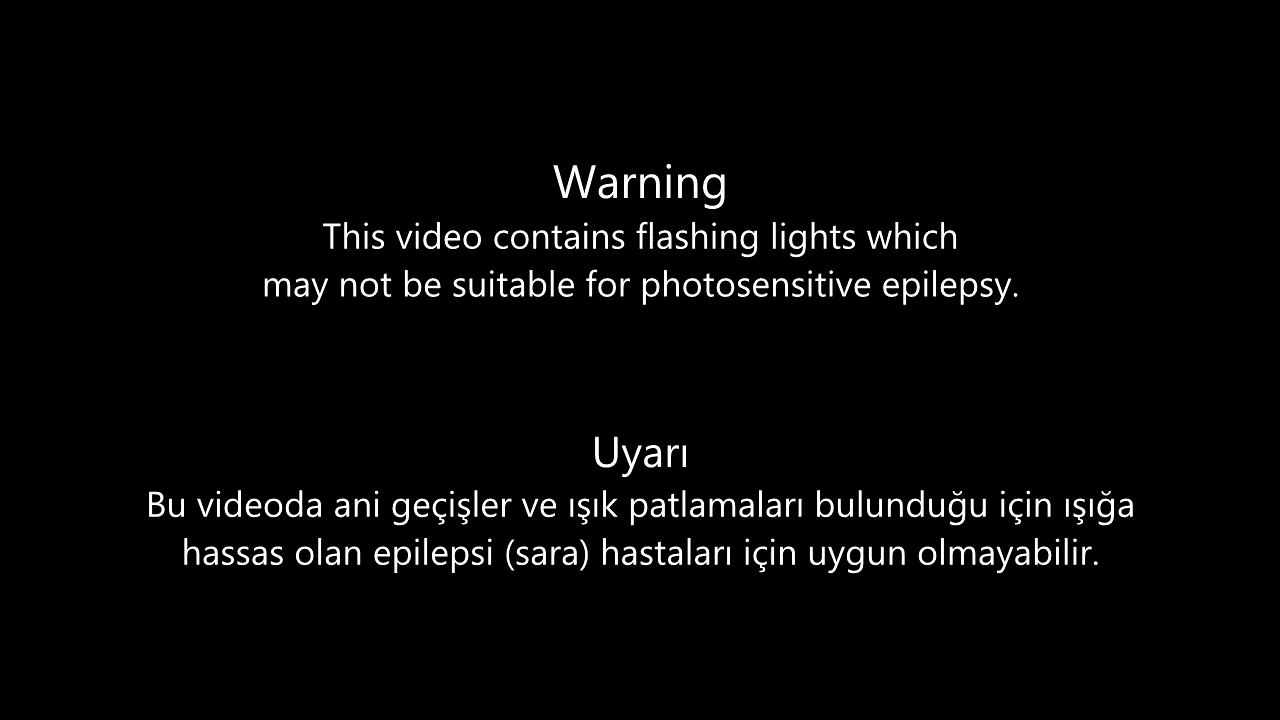 Warning
This video contains flashing lights which
may not be suitable for photosensitive epilepsy.
Uyarı
Bu videoda ani geçişler ve ışık patlamaları bulunduğu için ışığa
hassas olan epilepsi (sara) hastaları için uygun olmayabilir.